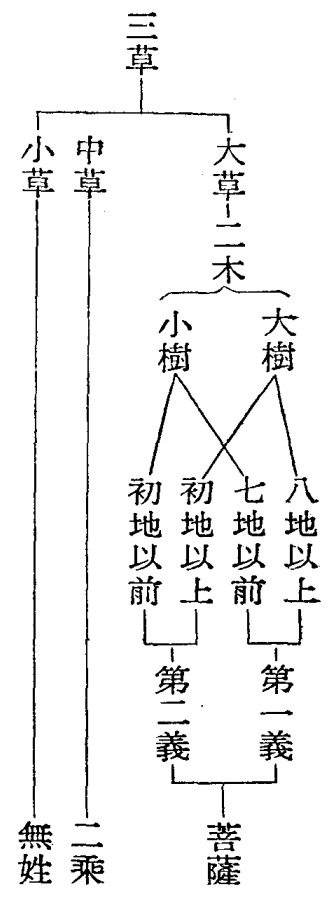 三草
大草
二木
中草
小草
大樹
小樹
八地以上
七地以前
初地以上
初地以前
第一義
第二義
菩薩
二乘
無姓